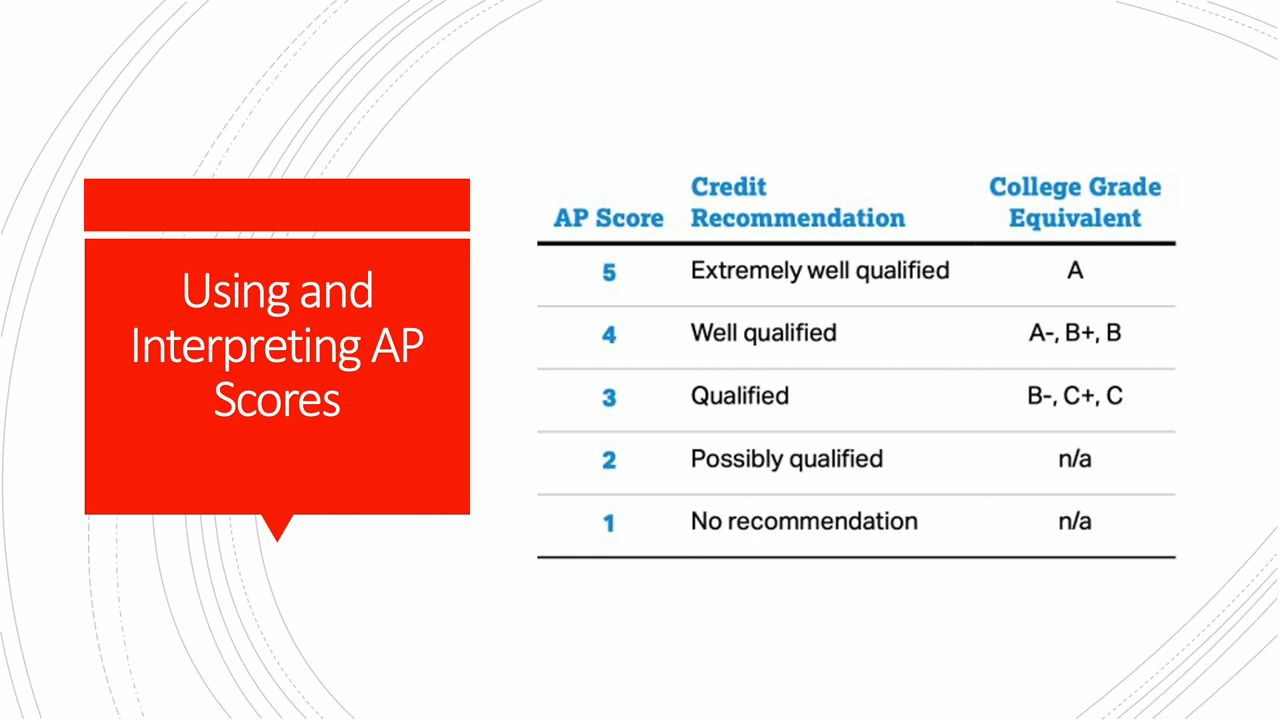 Using and
Interpreting AP
Scores
Credit College Grade
AP Score Recommendation Equivalent
5 Extremely well qualified A
4 Well qualified A-, B+, B
3 Qualified B-, C+, C
2 Possibly qualified n/a
1 No recommendation n/a